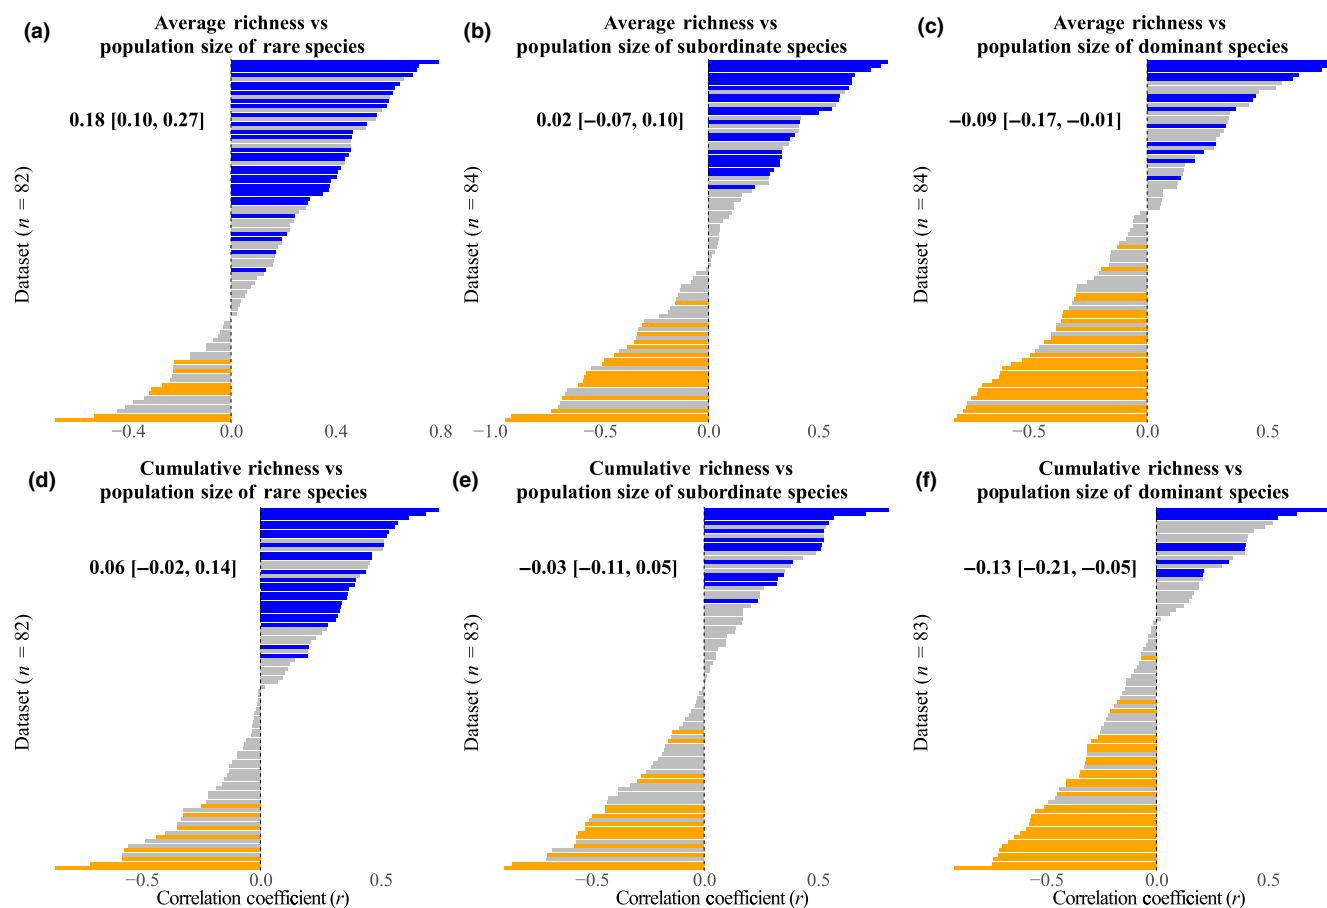 (a)
Average richness vs
population size of rare species
0.18 [0.10, 0.27]
Dataset (n = 82)
−0.4 0.0 0.4 0.8
(b)
Average richness vs
population size of subordinate species
0.02 [−0.07, 0.10]
Dataset (n = 84)
−1.0 −0.5 0.0 0.5
(c)
Average richness vs
population size of dominant species
−0.09 [−0.17, −0.01]
Dataset (n = 84)
−0.5 0.0 0.5
(d)
Cumulative richness vs
population size of rare species
0.06 [−0.02, 0.14]
Dataset (n = 82)
−0.5 0.0 0.5
Correlation coefficient (r)
(e)
Cumulative richness vs
population size of subordinate species
−0.03 [−0.11, 0.05]
Dataset (n = 83)
−0.5 0.0 0.5
Correlation coefficient (r)
(f)
Cumulative richness vs
population size of dominant species
−0.13 [−0.21, −0.05]
Dataset (n = 83)
−0.5 0.0 0.5
Correlation coefficient (r)